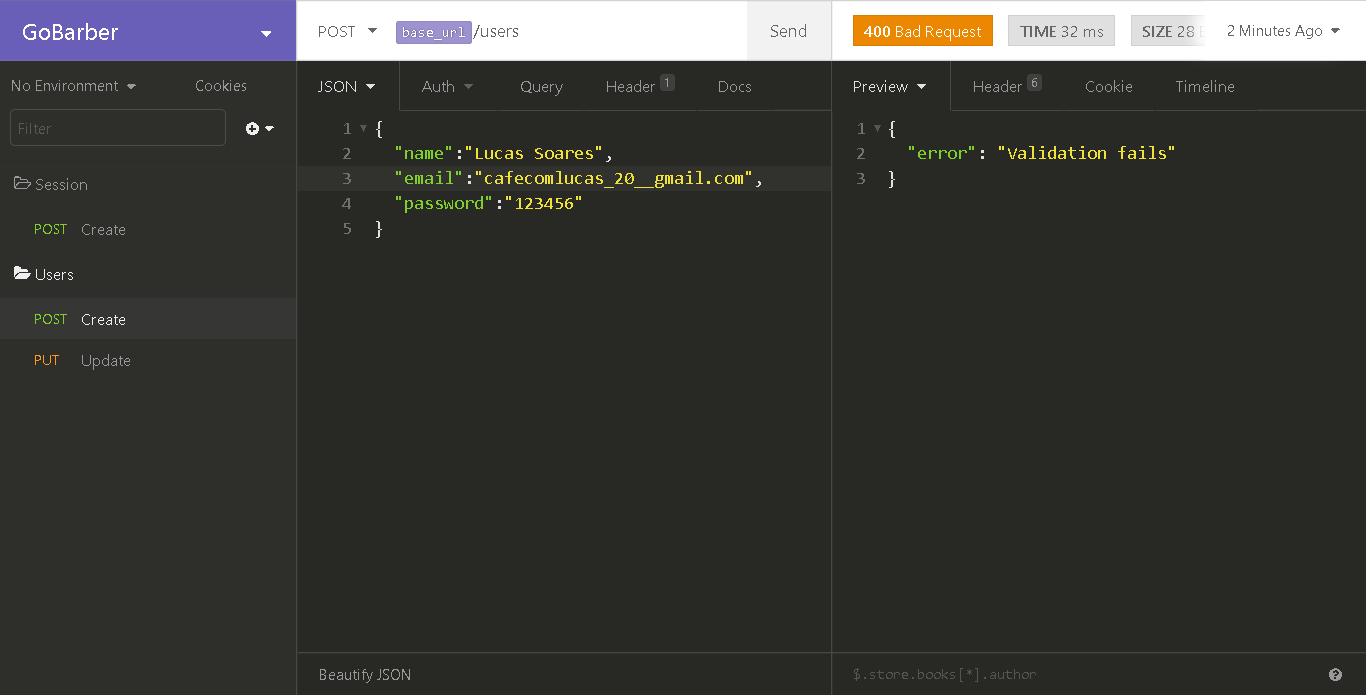 GoBarber
No Environment
Cookies
Filter
Session
POST Create
Users
POST Create
PUT Update
POST base_url/users
Send
JSON
Auth
Query
Header 1
Docs
1 {
2 "name":"Lucas Soares",
3 "email":"cafecomlucas_20__gmail.com",
4 "password":"123456"
5 }
Beautify JSON
400 Bad Request
TIME 32 ms
SIZE 28
2 Minutes Ago
Preview
Header 6
Cookie
Timeline
1 {
2 "error": "Validation fails"
3 }
$.store.books[*].author